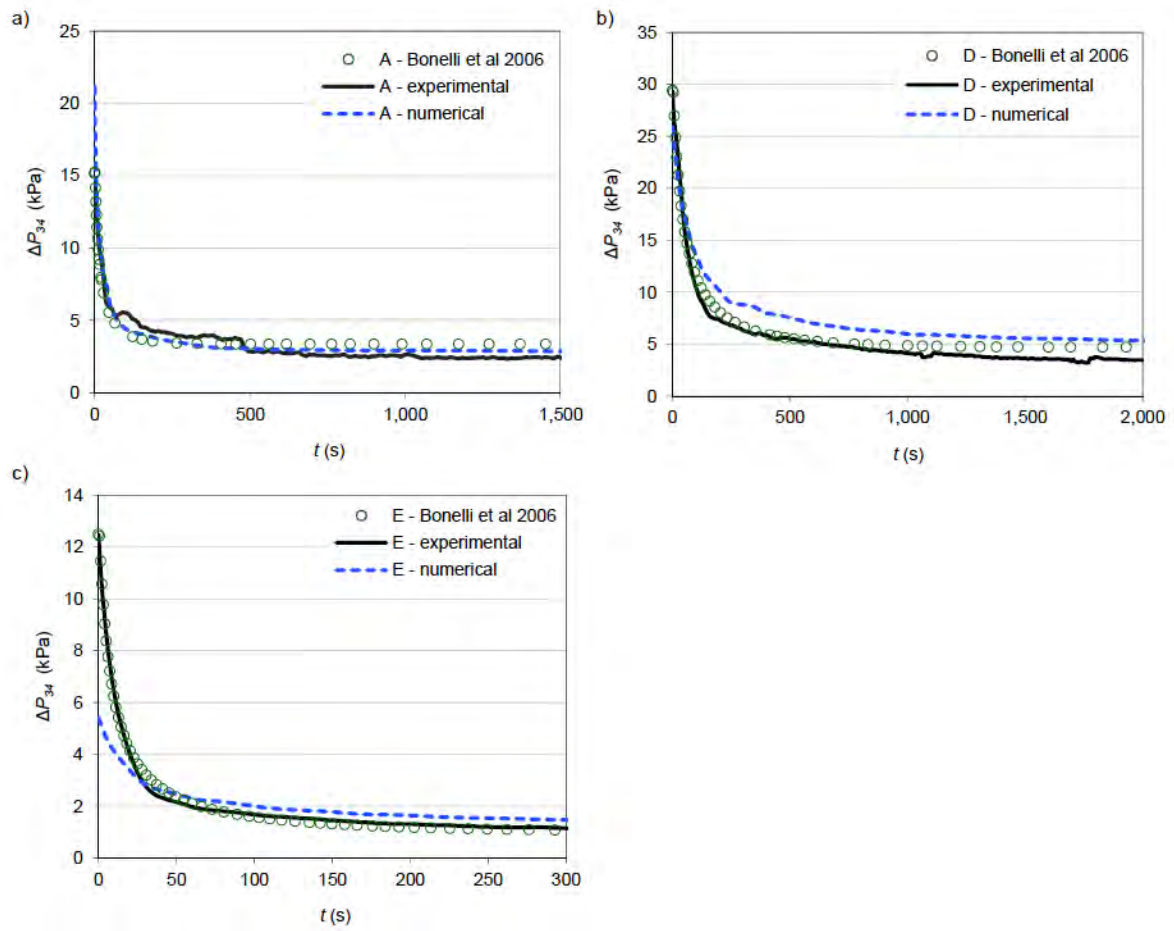 a)
25
20
15
10
5
0
ΔP34 (kPa)
A - Bonelli et al 2006
A - experimental
A - numerical
0
500
1,000
1,500
t (s)
b)
35
30
25
20
15
10
5
0
ΔP34 (kPa)
D - Bonelli et al 2006
D - experimental
D - numerical
0
500
1,000
1,500
2,000
t (s)
c)
14
12
10
8
6
4
2
0
ΔP34 (kPa)
E - Bonelli et al 2006
E - experimental
E - numerical
0
50
100
150
200
250
300
t (s)